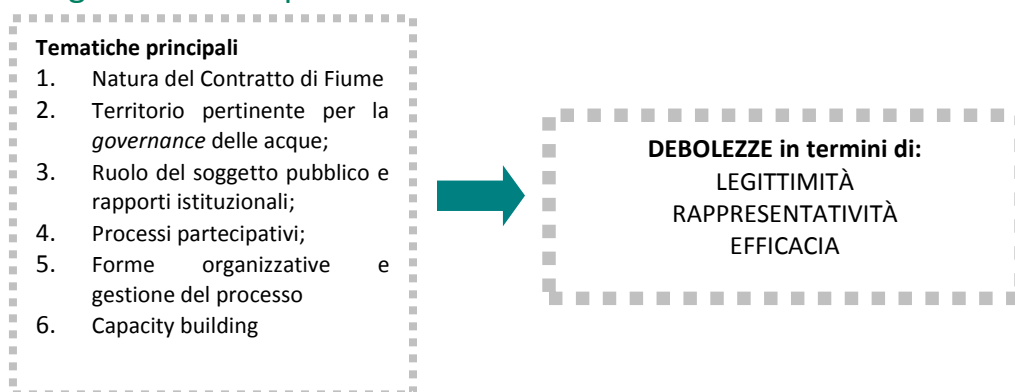 Tematiche principali
1. Natura del Contratto di Fiume
2. Territorio pertinente per la
governance delle acque;
3. Ruolo del soggetto pubblico e
rapporti istituzionali;
4. Processi partecipativi;
5. Forme organizzative e
gestione del processo
6. Capacity building
DEBOLEZZE in termini di:
LEGITTIMITÀ
RAPPRESENTATIVITÀ
EFFICACIA